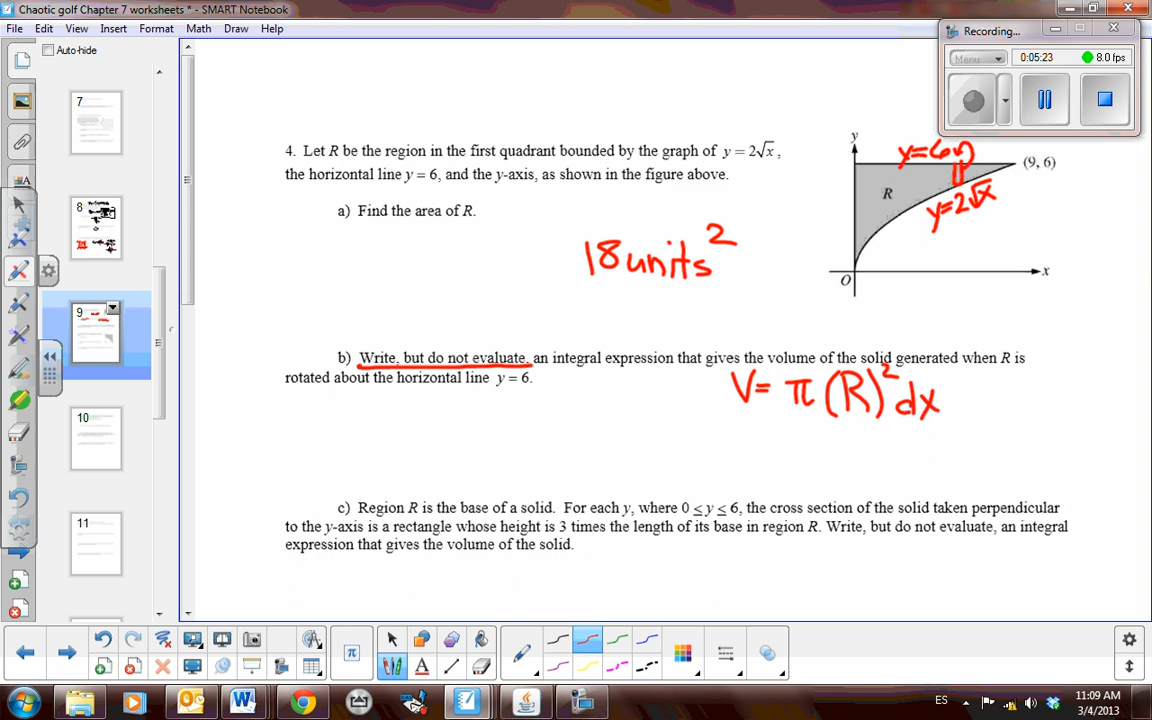 Chaotic golf Chapter 7 worksheets * - SMART Notebook
File Edit View Insert Format Math Draw Help
Recording...
Menu 0:05:23 8.0 fps
Auto-hide
7
8
9
10
11
4. Let R be the region in the first quadrant bounded by the graph of y = 2√x,
the horizontal line y = 6, and the y-axis, as shown in the figure above.
y
(9, 6)
R
y=2√x
O
x
a) Find the area of R.
18 units²
b) Write, but do not evaluate, an integral expression that gives the volume of the solid generated when R is
rotated about the horizontal line y = 6.
V= π (R)² dx
c) Region R is the base of a solid. For each y, where 0 ≤ y ≤ 6, the cross section of the solid taken perpendicular
to the y-axis is a rectangle whose height is 3 times the length of its base in region R. Write, but do not evaluate, an integral
expression that gives the volume of the solid.
π
A
ES
11:09 AM
3/4/2013